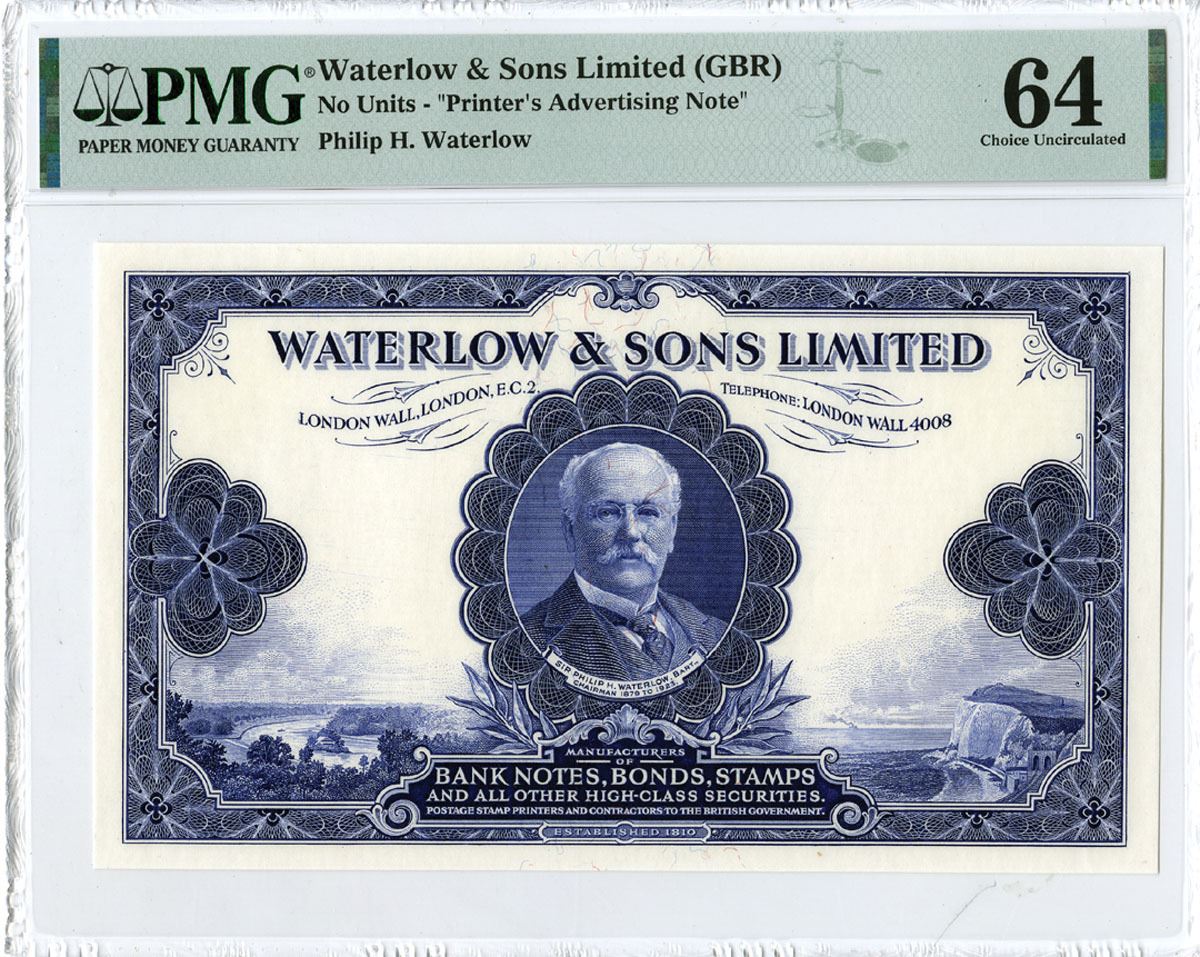 PMG® Waterlow & Sons Limited (GBR)
No Units - "Printer's Advertising Note"
PAPER MONEY GUARANTY
Philip H. Waterlow
64
Choice Uncirculated
WATERLOW & SONS LIMITED
LONDON WALL, LONDON, E.C.2.
TELEPHONE: LONDON WALL 4008
SIR PHILIP H. WATERLOW, BART.,
CHAIRMAN 1879 TO 1923.
MANUFACTURERS
OF
BANK NOTES, BONDS, STAMPS
AND ALL OTHER HIGH-CLASS SECURITIES.
POSTAGE STAMP PRINTERS AND CONTRACTORS TO THE BRITISH GOVERNMENT.
ESTABLISHED 1810